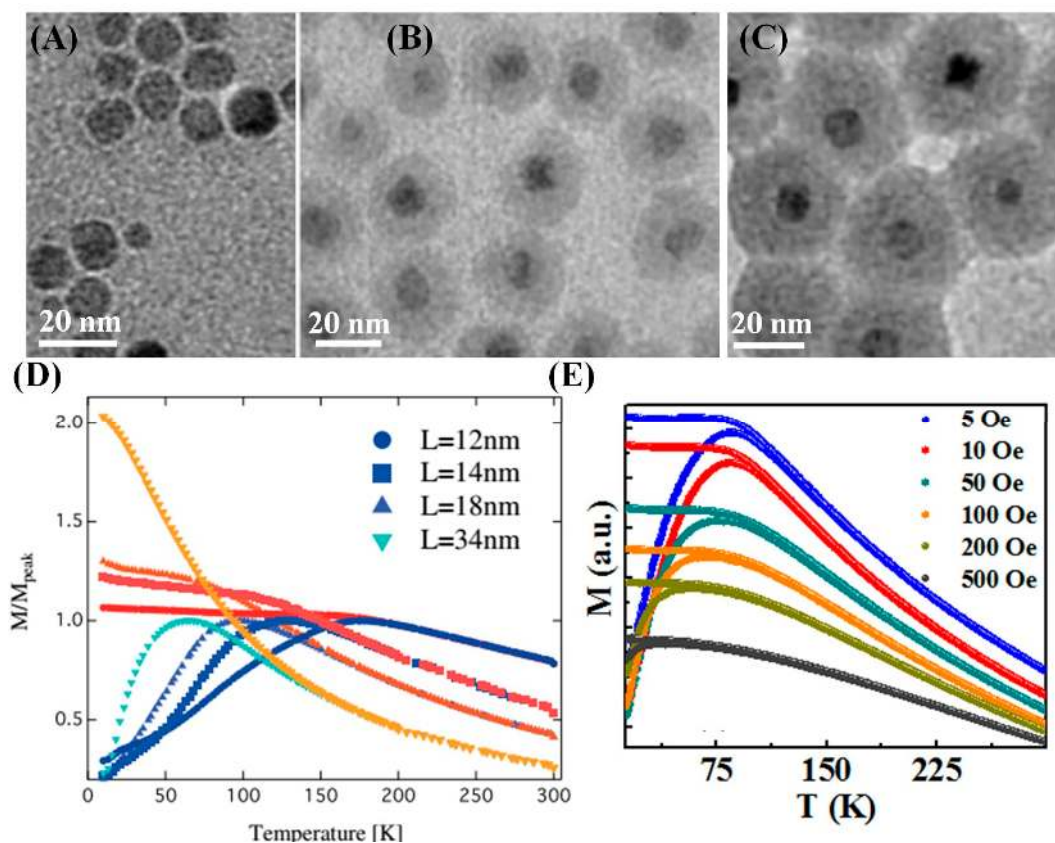 (A)
(B)
(C)
20 nm
20 nm
20 nm
(D)
(E)
2.0
1.5
1.0
0.5
M/Mpeak
L=12nm
L=14nm
L=18nm
L=34nm
0 50 100 150 200 250 300
Temperature [K]
M (a.u.)
5 Oe
10 Oe
50 Oe
100 Oe
200 Oe
500 Oe
75 150 225
T (K)